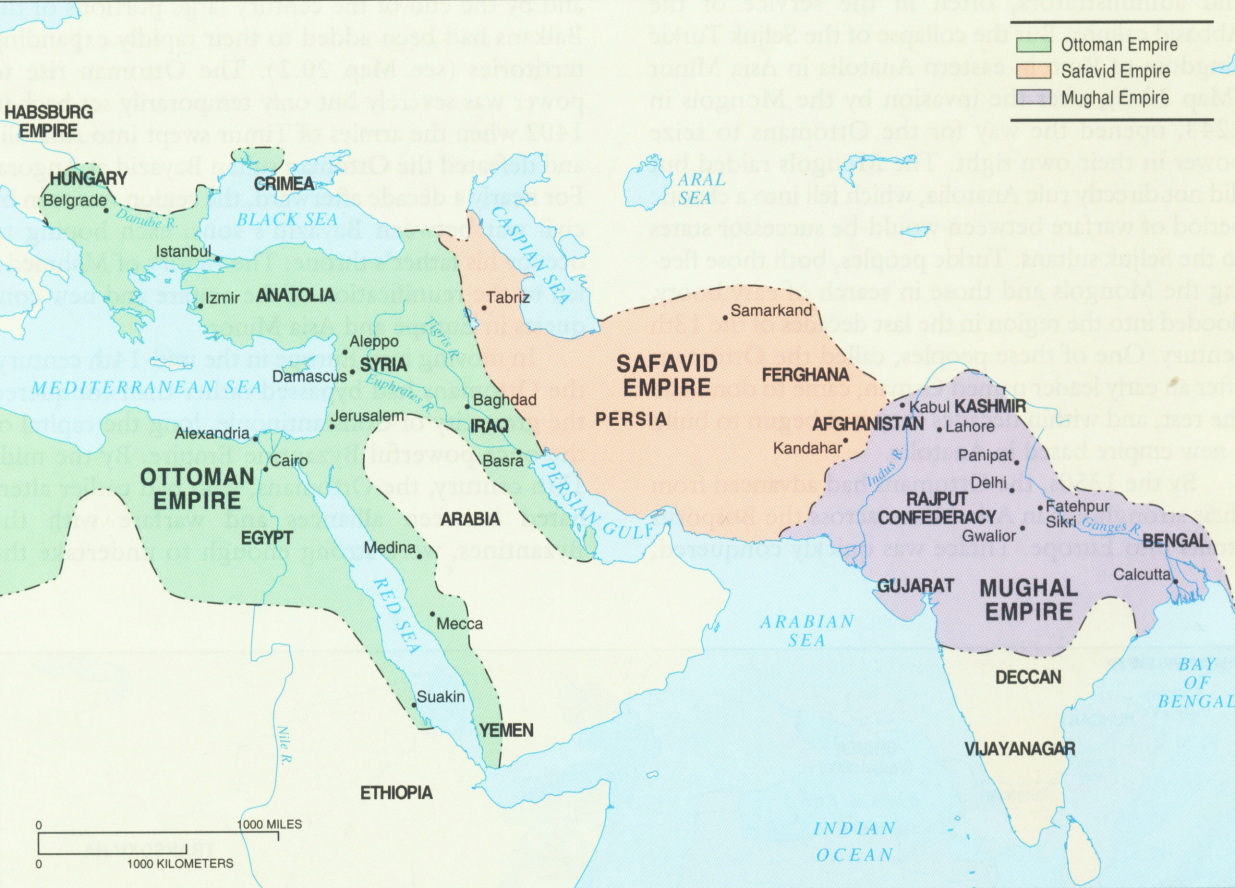 Ottoman Empire
Safavid Empire
Mughal Empire
HABSBURG
EMPIRE
HUNGARY
Belgrade
Danube R.
CRIMEA
BLACK SEA
ARAL
SEA
CASPIAN SEA
Istanbul
Izmir
ANATOLIA
Tabriz
Samarkand
Tigris R.
Aleppo
SYRIA
Damascus
Euphrates R.
MEDITERRANEAN SEA
SAFAVID
EMPIRE
FERGHANA
PERSIA
Baghdad
IRAQ
Basra
Jerusalem
Alexandria
Cairo
Kabul
KASHMIR
AFGHANISTAN
Lahore
Kandahar
Indus R.
Panipat
Delhi
OTTOMAN
EMPIRE
EGYPT
ARABIA
PERSIAN GULF
RAJPUT
CONFEDERACY
Fatehpur
Sikri
Ganges R.
Gwalior
BENGAL
Calcutta
Medina
RED SEA
Mecca
GUJARAT
MUGHAL
EMPIRE
ARABIAN
SEA
Suakin
YEMEN
DECCAN
BAY
OF
BENGAL
Nile R.
VIJAYANAGAR
ETHIOPIA
INDIAN
OCEAN
0 1000 MILES
0 1000 KILOMETERS